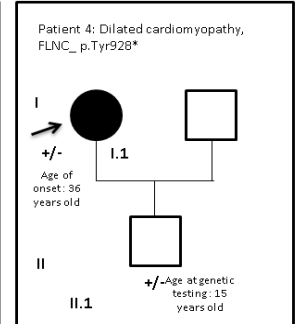 Patient 4: Dilated cardiomyopathy,
FLNC_ p.Tyr928*
I
+/-
I.1
Age of
onset: 36
years old
II
+/-
Age at genetic
testing: 15
years old
II.1